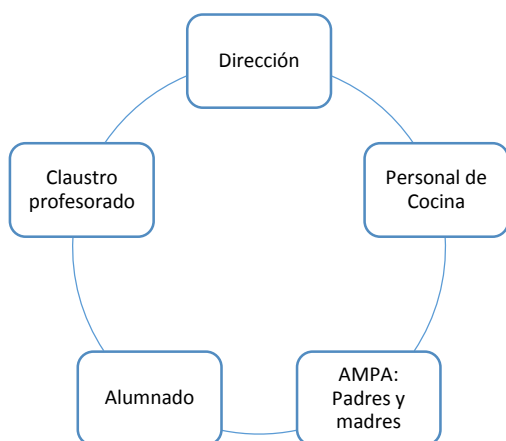 Dirección
Claustro
profesorado
Personal de
Cocina
Alumnado
AMPA:
Padres y
madres